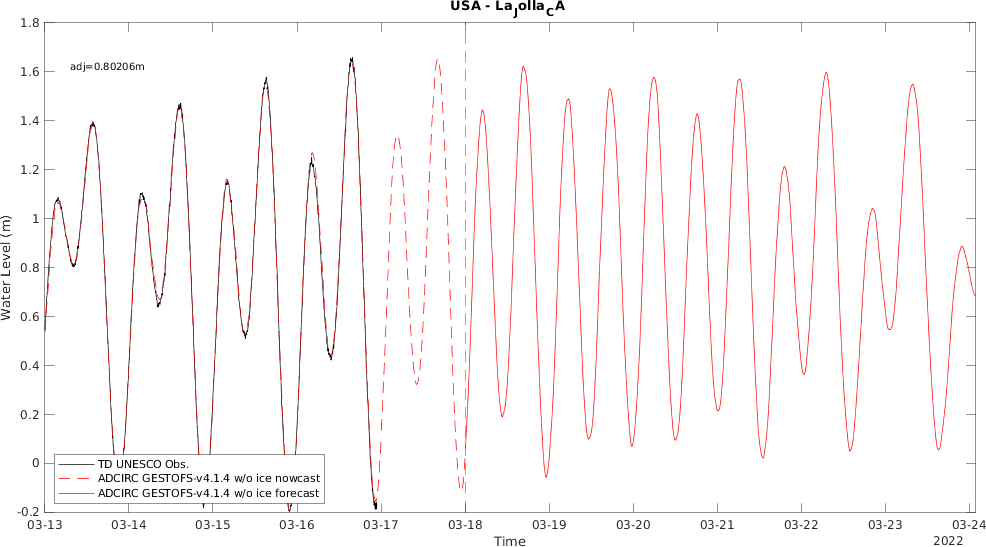 USA - LaJollaCA
adj=0.80206m
1.8
1.6
1.4
1.2
1
0.8
0.6
0.4
0.2
0
-0.2
Water Level (m)
TD UNESCO Obs.
ADCIRC GESTOFS-v4.1.4 w/o ice nowcast
ADCIRC GESTOFS-v4.1.4 w/o ice forecast
03-13 03-14 03-15 03-16 03-17 03-18 03-19 03-20 03-21 03-22 03-23 03-24
Time
2022